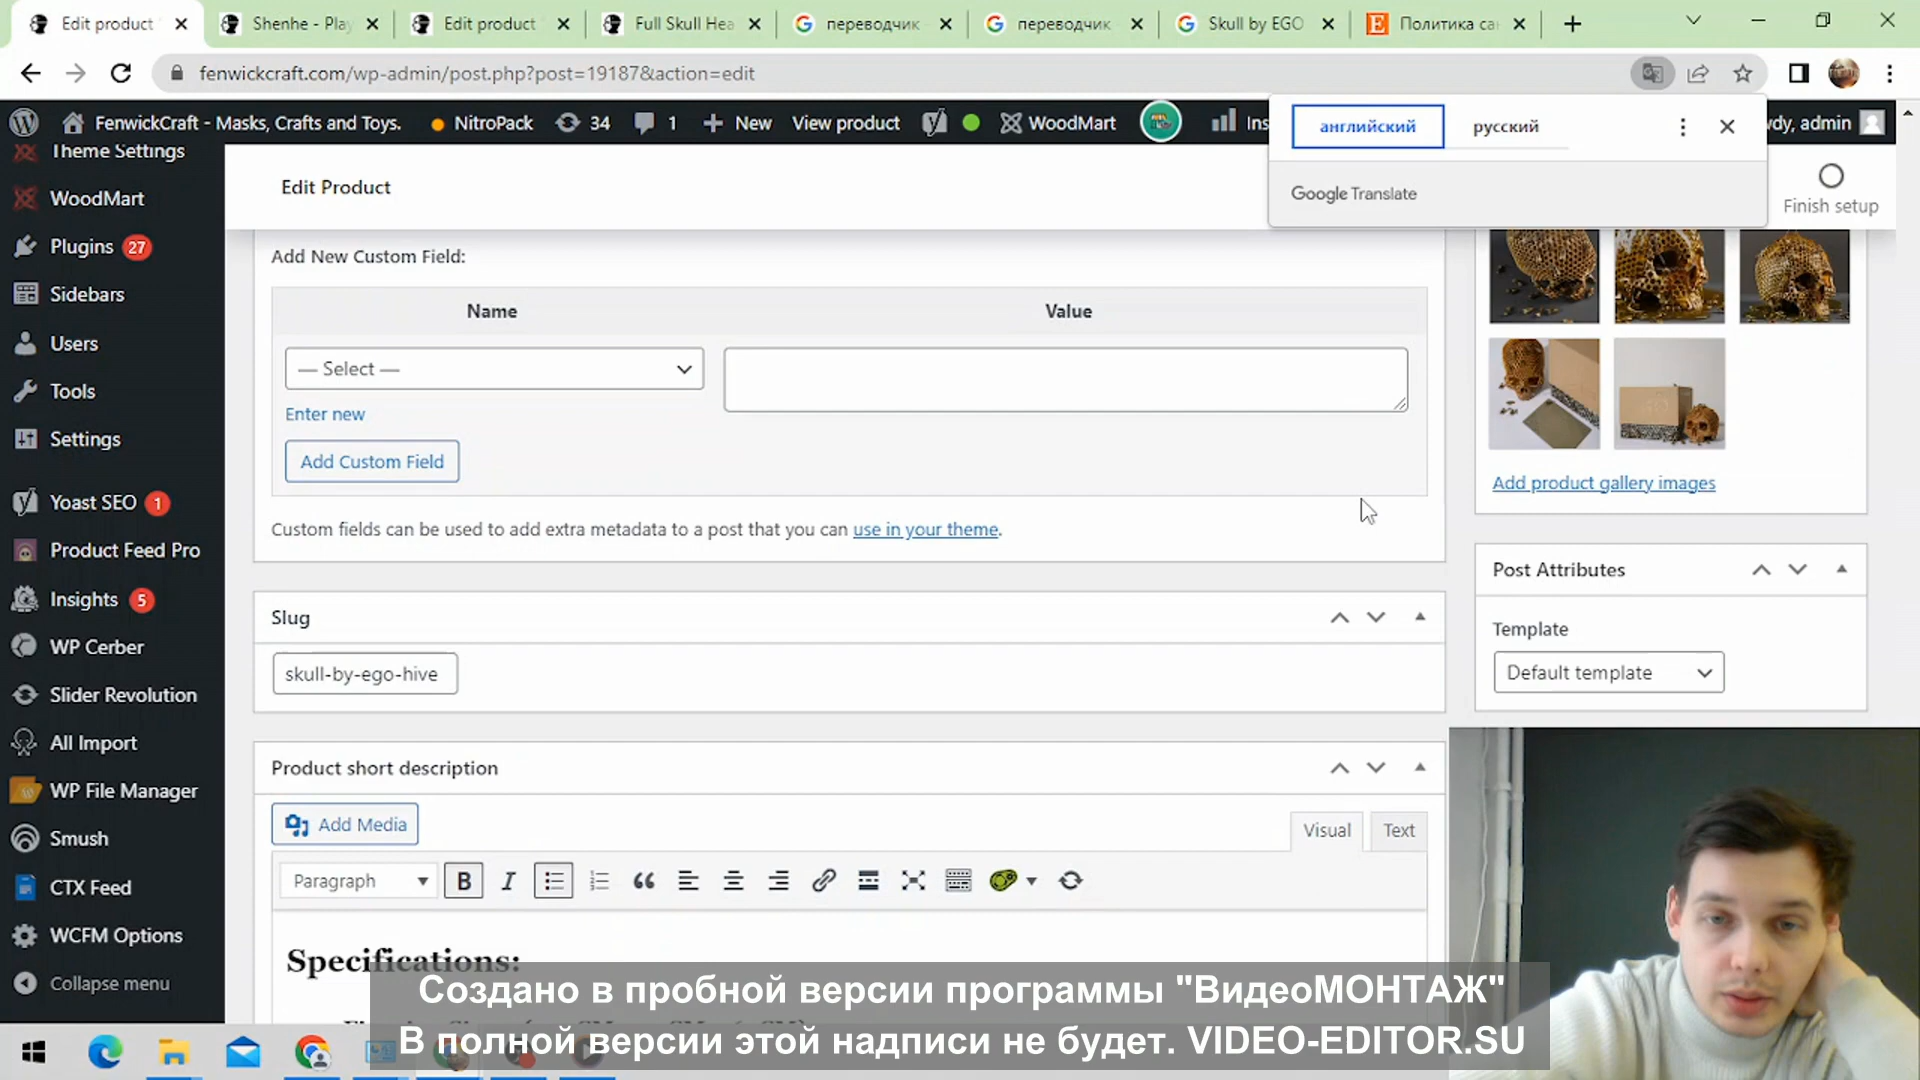 Edit product
Shenhe - Play
Edit product
Full Skull Hea
переводчик
переводчик
Skull by EGO
Политика са
fenwickcraft.com/wp-admin/post.php?post=19187&action=edit
FenwickCraft - Masks, Crafts and Toys.
NitroPack
34
1
New
View product
WoodMart
Ins
wdy, admin
английский
русский
Google Translate
Theme Settings
WoodMart
Plugins 27
Sidebars
Users
Tools
Settings
Yoast SEO 1
Product Feed Pro
Insights 5
WP Cerber
Slider Revolution
All Import
WP File Manager
Smush
CTX Feed
WCFM Options
Collapse menu
Edit Product
Finish setup
Add New Custom Field:
Name
Value
— Select —
Enter new
Add Custom Field
Custom fields can be used to add extra metadata to a post that you can use in your theme.
Slug
skull-by-ego-hive
Product short description
Add Media
Visual
Text
Paragraph
B
I
Specifications:
Add product gallery images
Post Attributes
Template
Default template
Создано в пробной версии программы "ВидеоМОНТАЖ"
В полной версии этой надписи не будет. VIDEO-EDITOR.SU